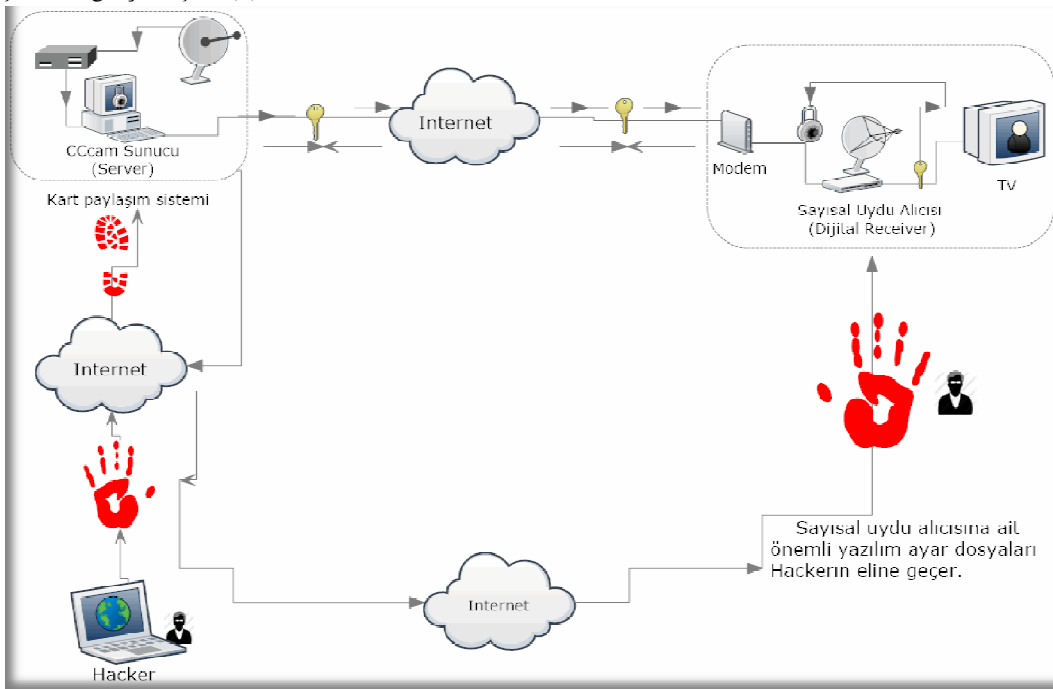 Internet
CCcam Sunucu
(Server)
Kart paylaşım sistemi
Modem
TV
Sayısal Uydu Alıcısı
(Dijital Receiver)
Internet
Sayısal uydu alıcısına ait
önemli yazılım ayar dosyaları
Hackerın eline geçer.
Internet
Hacker